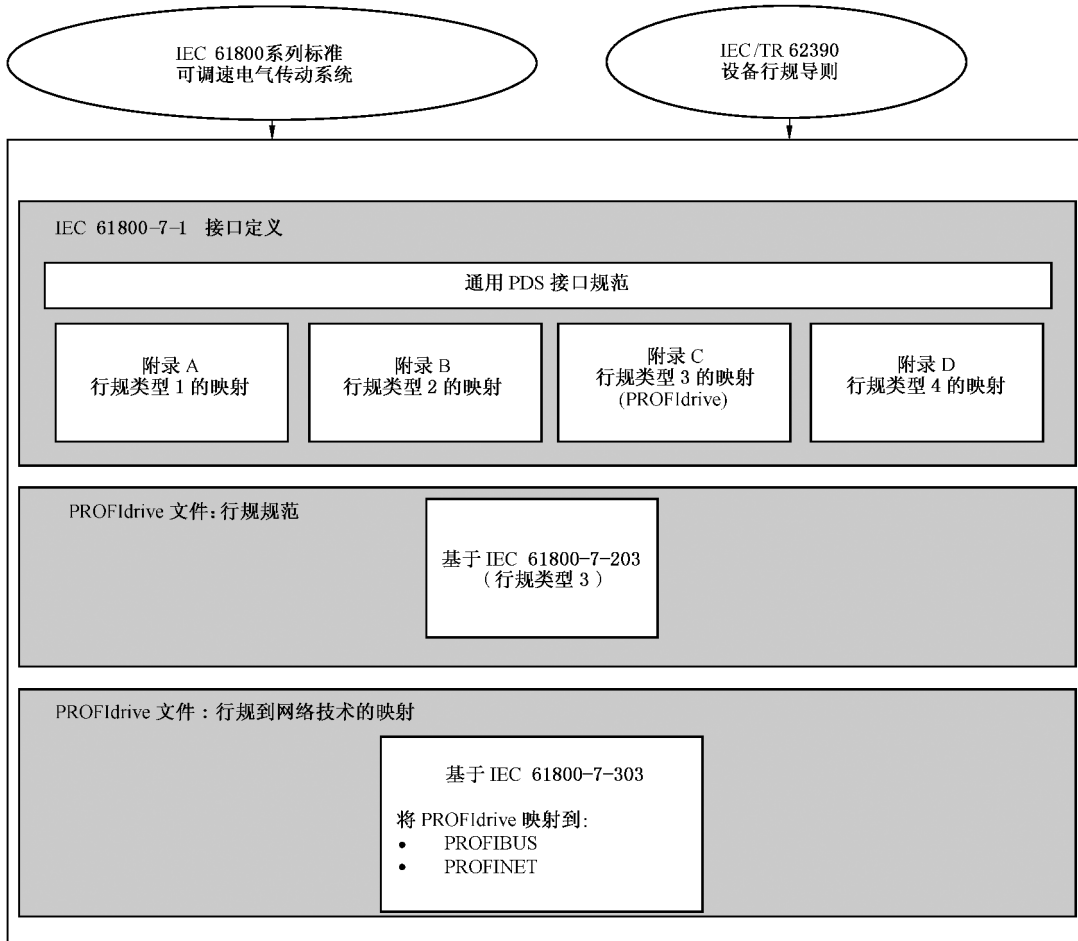 IEC 61800系列标准
可调速电气传动系统
IEC/TR 62390
设备行规导则
IEC 61800-7-1 接口定义
通用 PDS 接口规范
附录 A
行规类型 1 的映射
附录 B
行规类型 2 的映射
附录 C
行规类型 3 的映射
(PROFIdrive)
附录 D
行规类型 4 的映射
PROFIdrive 文件:行规规范
基于 IEC 61800-7-203
(行规类型 3)
PROFIdrive 文件:行规到网络技术的映射
基于 IEC 61800-7-303
将 PROFIdrive 映射到:
• PROFIBUS
• PROFINET